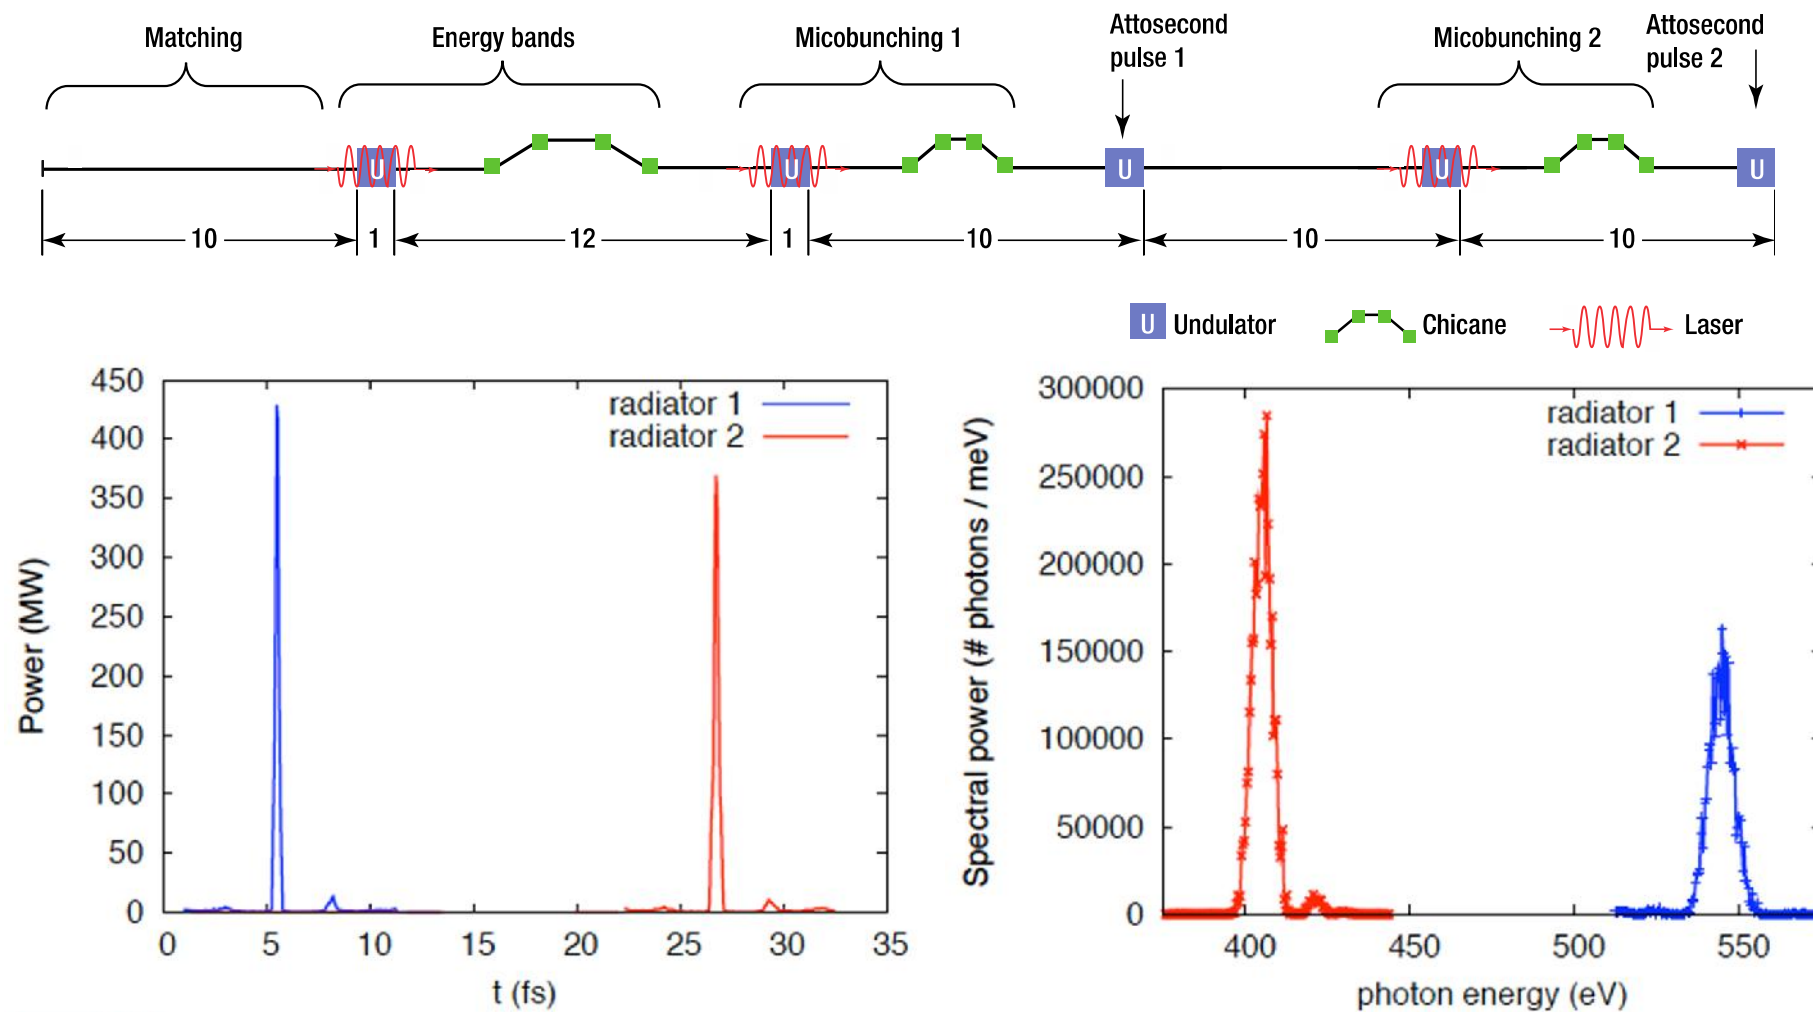 Matching
Energy bands
Micobunching 1
Attosecond
pulse 1
Micobunching 2
Attosecond
pulse 2
U
U
U
U
U
10
1
12
1
10
10
10
U Undulator
Chicane
Laser
450
400
350
300
250
200
150
100
50
0
0 5 10 15 20 25 30 35
Power (MW)
t (fs)
radiator 1
radiator 2
300000
250000
200000
150000
100000
50000
0
400 450 500 550
Spectral power (# photons / meV)
photon energy (eV)
radiator 1
radiator 2